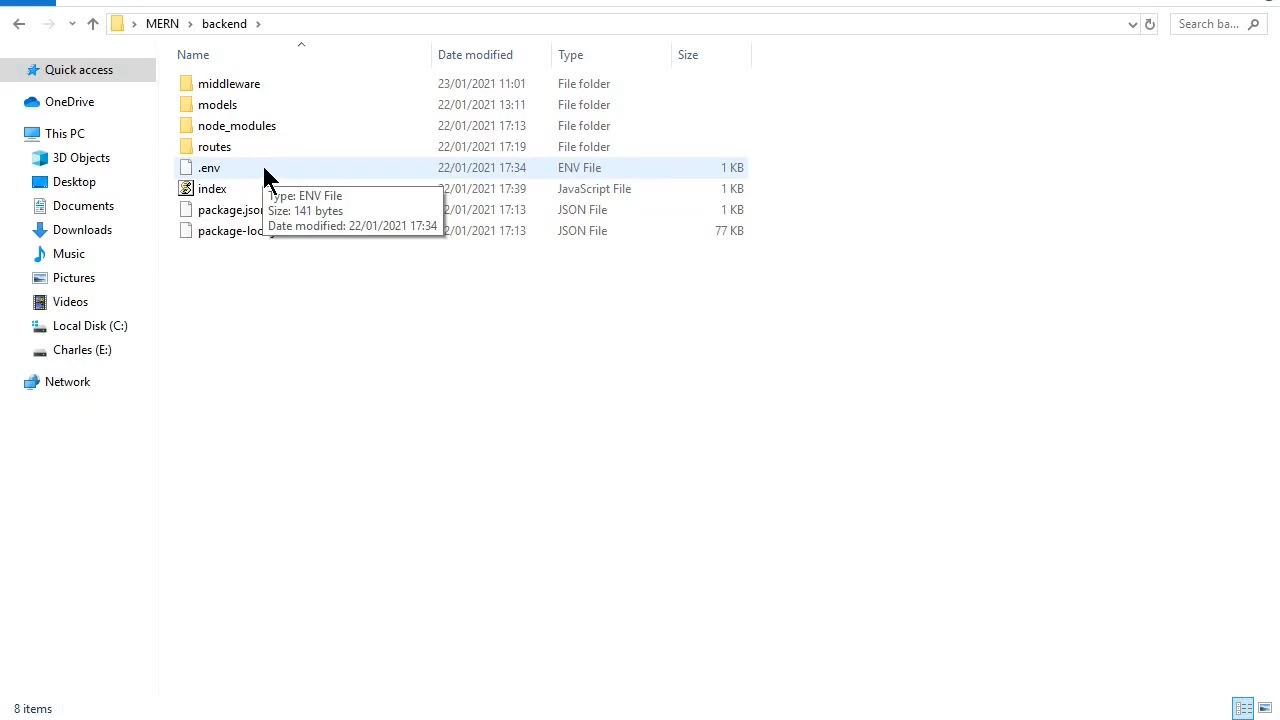 MERN > backend >
Search ba...
Name Date modified Type Size
Quick access
OneDrive
This PC
3D Objects
Desktop
Documents
Downloads
Music
Pictures
Videos
Local Disk (C:)
Charles (E:)
Network
middleware 23/01/2021 11:01 File folder
models 22/01/2021 13:11 File folder
node_modules 22/01/2021 17:13 File folder
routes 22/01/2021 17:19 File folder
.env 22/01/2021 17:34 ENV File 1 KB
index 22/01/2021 17:39 JavaScript File 1 KB
package.json 22/01/2021 17:13 JSON File 1 KB
package-loc 22/01/2021 17:13 JSON File 77 KB
Type: ENV File
Size: 141 bytes
Date modified: 22/01/2021 17:34
8 items